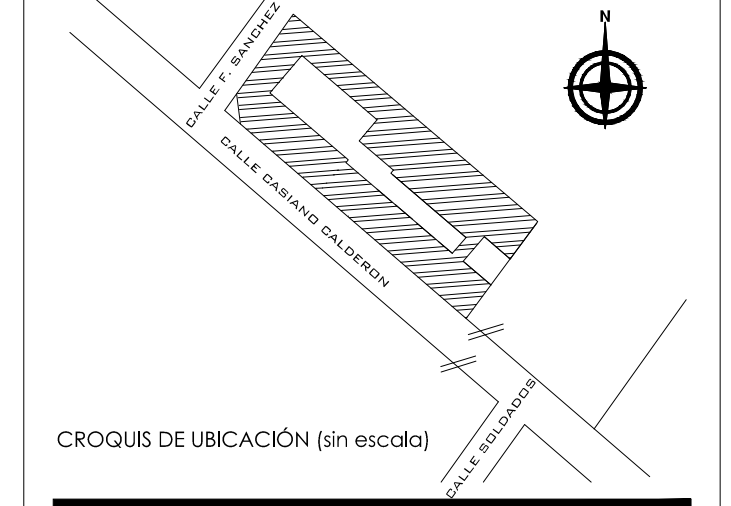 N
CALLE F. SANCHEZ
CALLE CASIANO CALDERON
CALLE SOLDADOS
CROQUIS DE UBICACIÓN (sin escala)